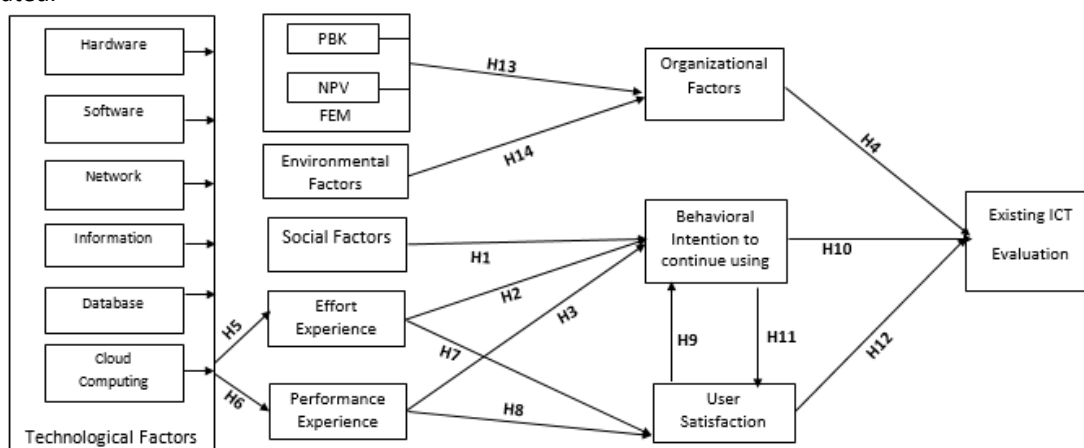 Hardware
Software
Network
Information
Database
Cloud
Computing
Technological Factors
PBK
NPV
FEM
Environmental
Factors
Social Factors
Effort
Experience
Performance
Experience
H13
H14
H1
H2
H3
H5
H6
H7
H8
Organizational
Factors
Behavioral
Intention to
continue using
User
Satisfaction
H9
H11
H4
H10
H12
Existing ICT
Evaluation